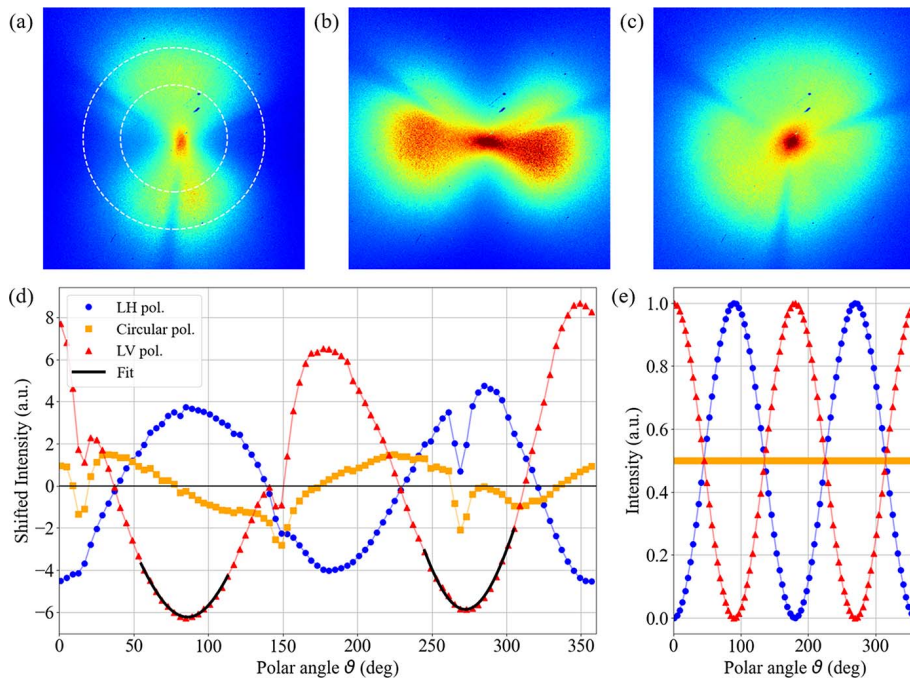 (a)
(b)
(c)
(d)
LH pol.
Circular pol.
LV pol.
Fit
Shifted Intensity (a.u.)
8
6
4
2
0
−2
−4
−6
0 50 100 150 200 250 300 350
Polar angle ϑ (deg)
(e)
Intensity (a.u.)
1.0
0.8
0.6
0.4
0.2
0.0
0 100 200 300
Polar angle ϑ (deg)